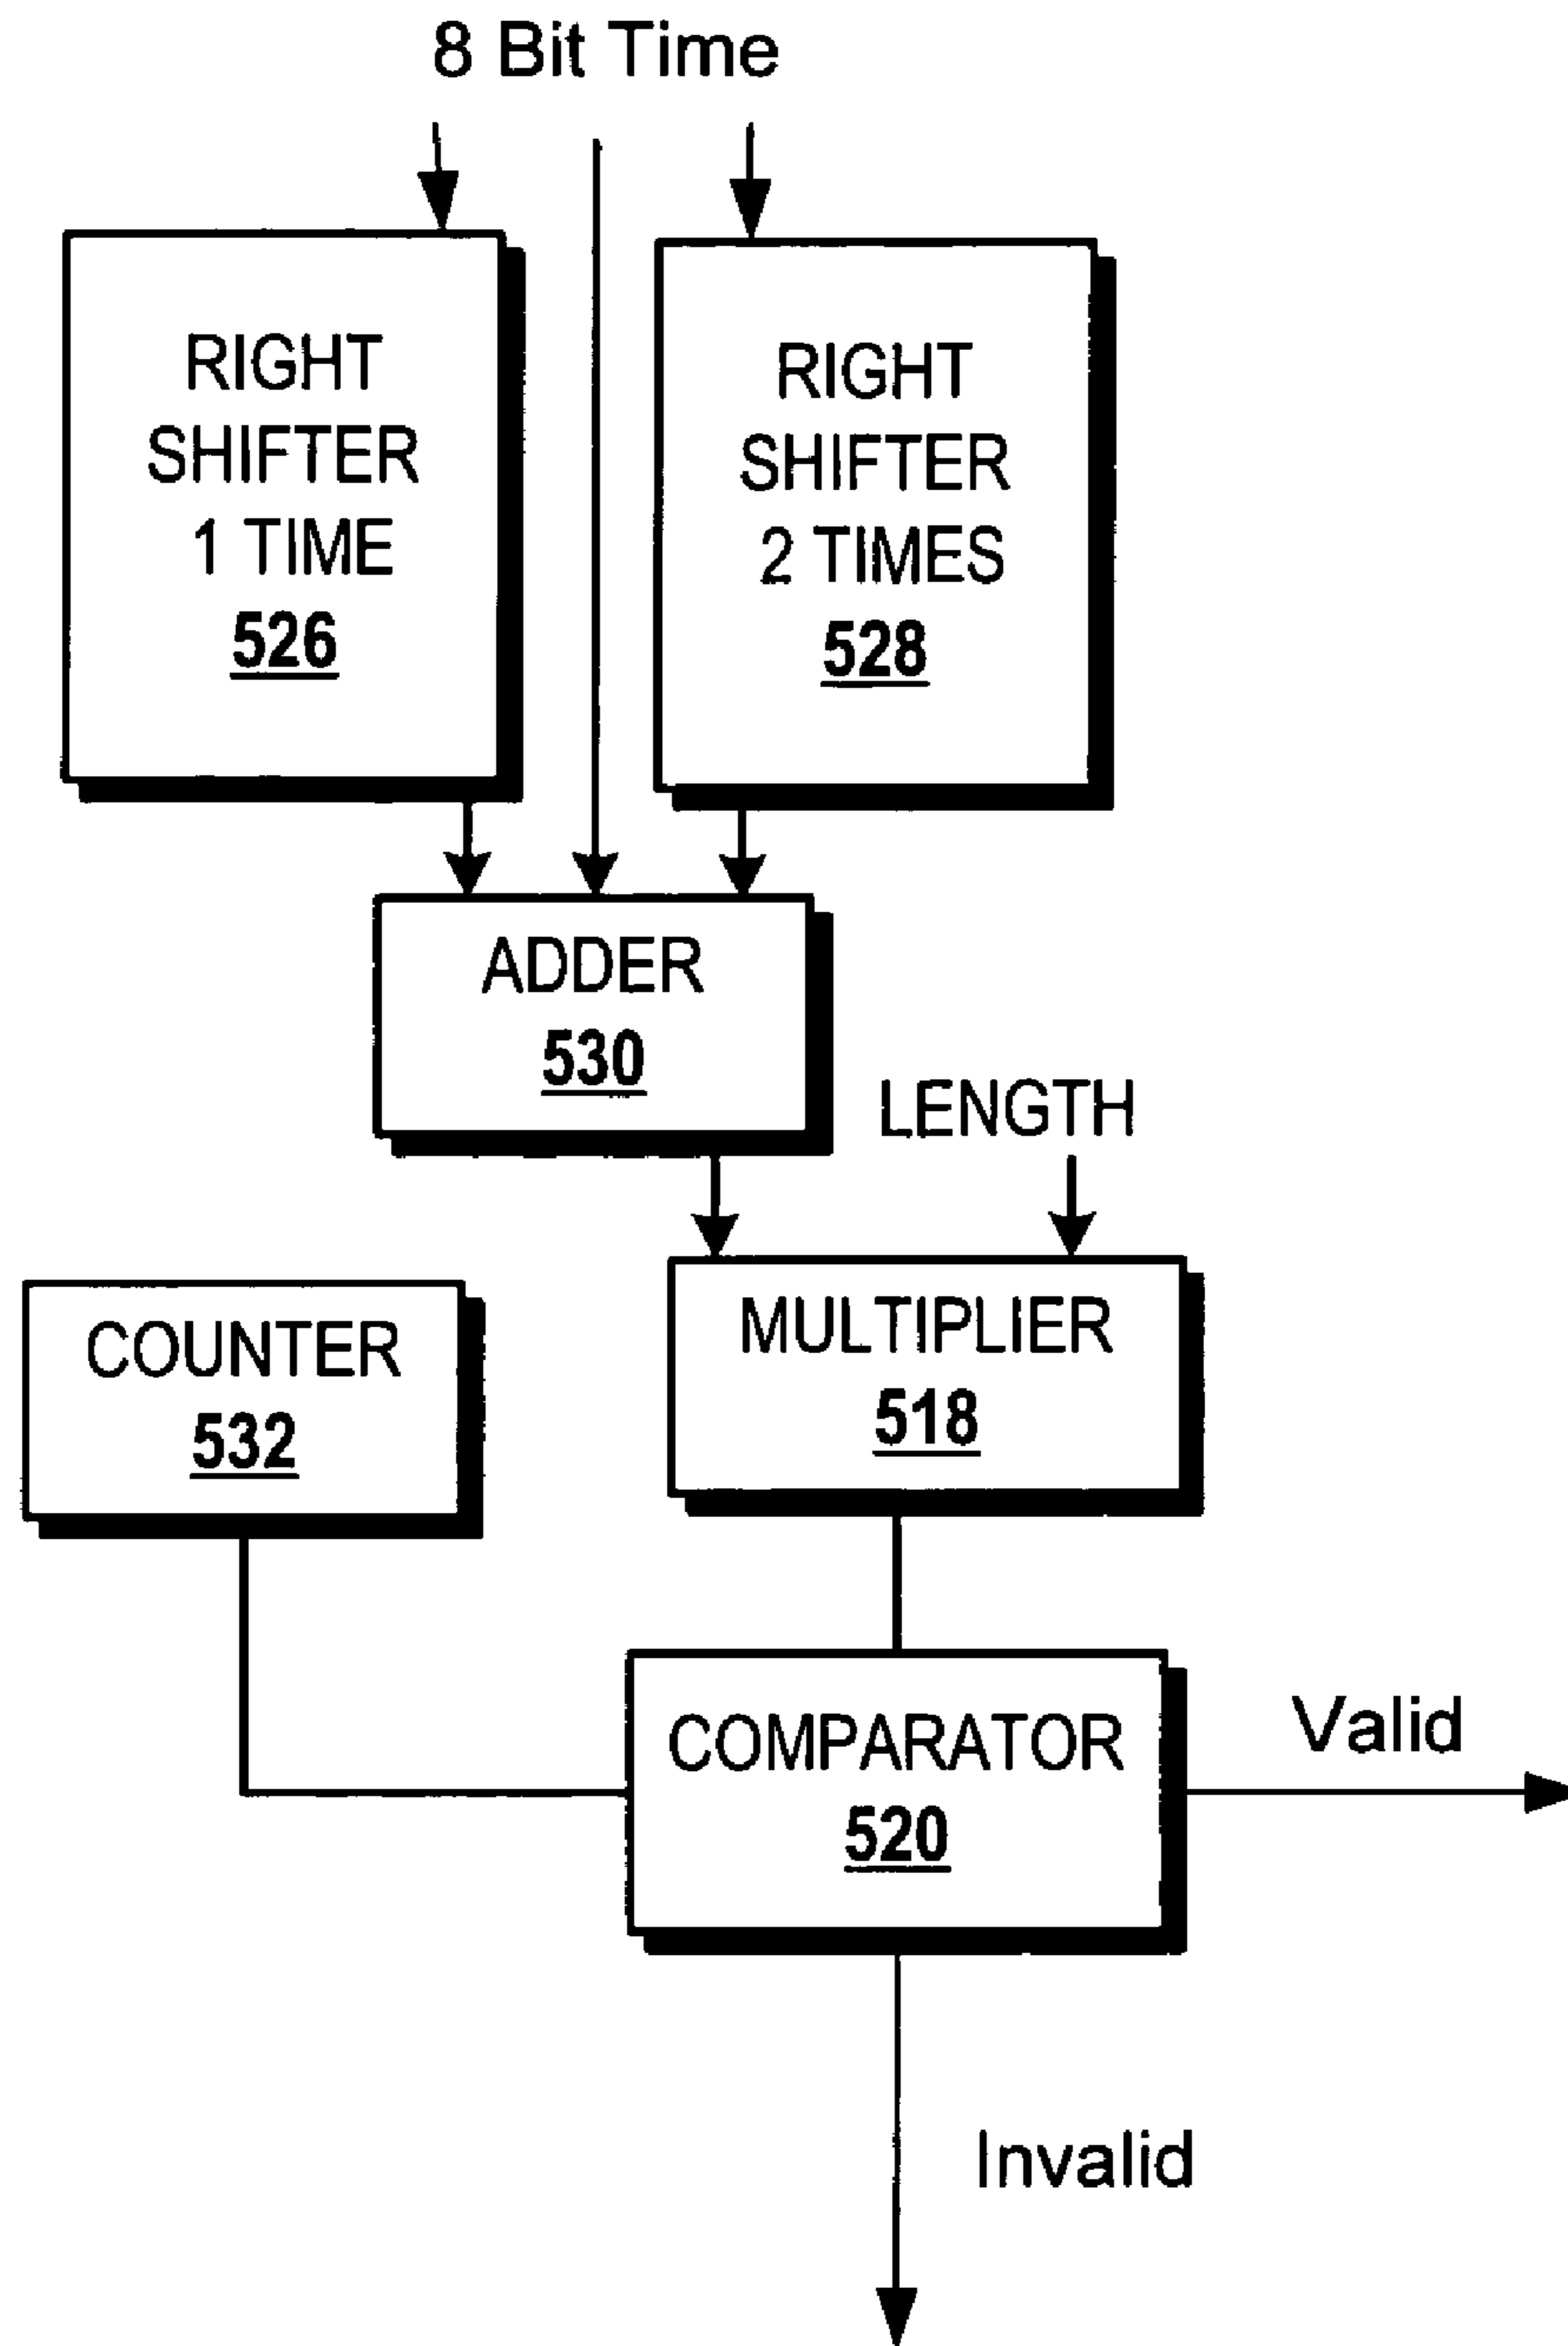 8 Bit Time
RIGHT
SHIFTER
1 TIME
526
RIGHT
SHIFTER
2 TIMES
528
ADDER
530
LENGTH
COUNTER
532
MULTIPLIER
518
COMPARATOR
520
Valid
Invalid